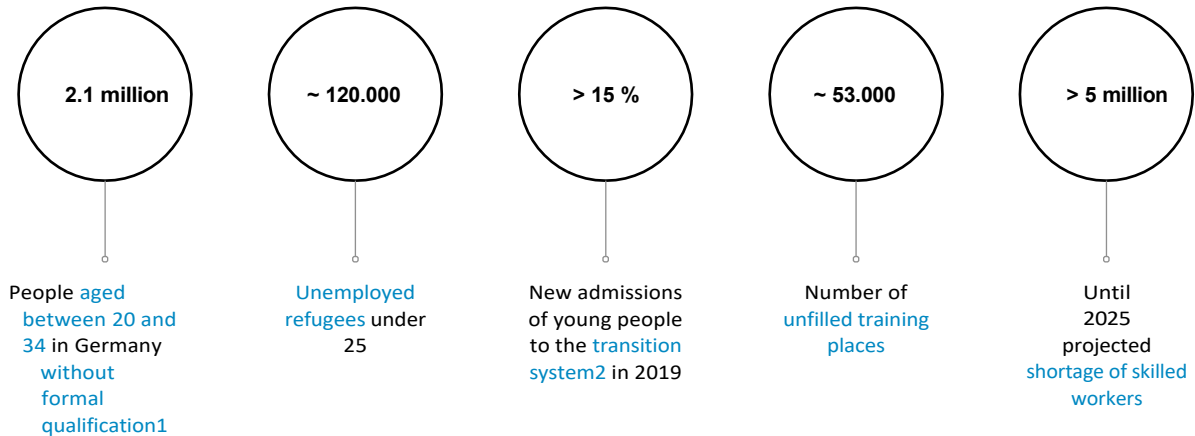 2.1 million
~ 120.000
> 15 %
~ 53.000
> 5 million
People aged
between 20 and
34 in Germany
without
formal
qualification1
Unemployed
refugees under
25
New admissions
of young people
to the transition
system2 in 2019
Number of
unfilled training
places
Until
2025
projected
shortage of skilled
workers